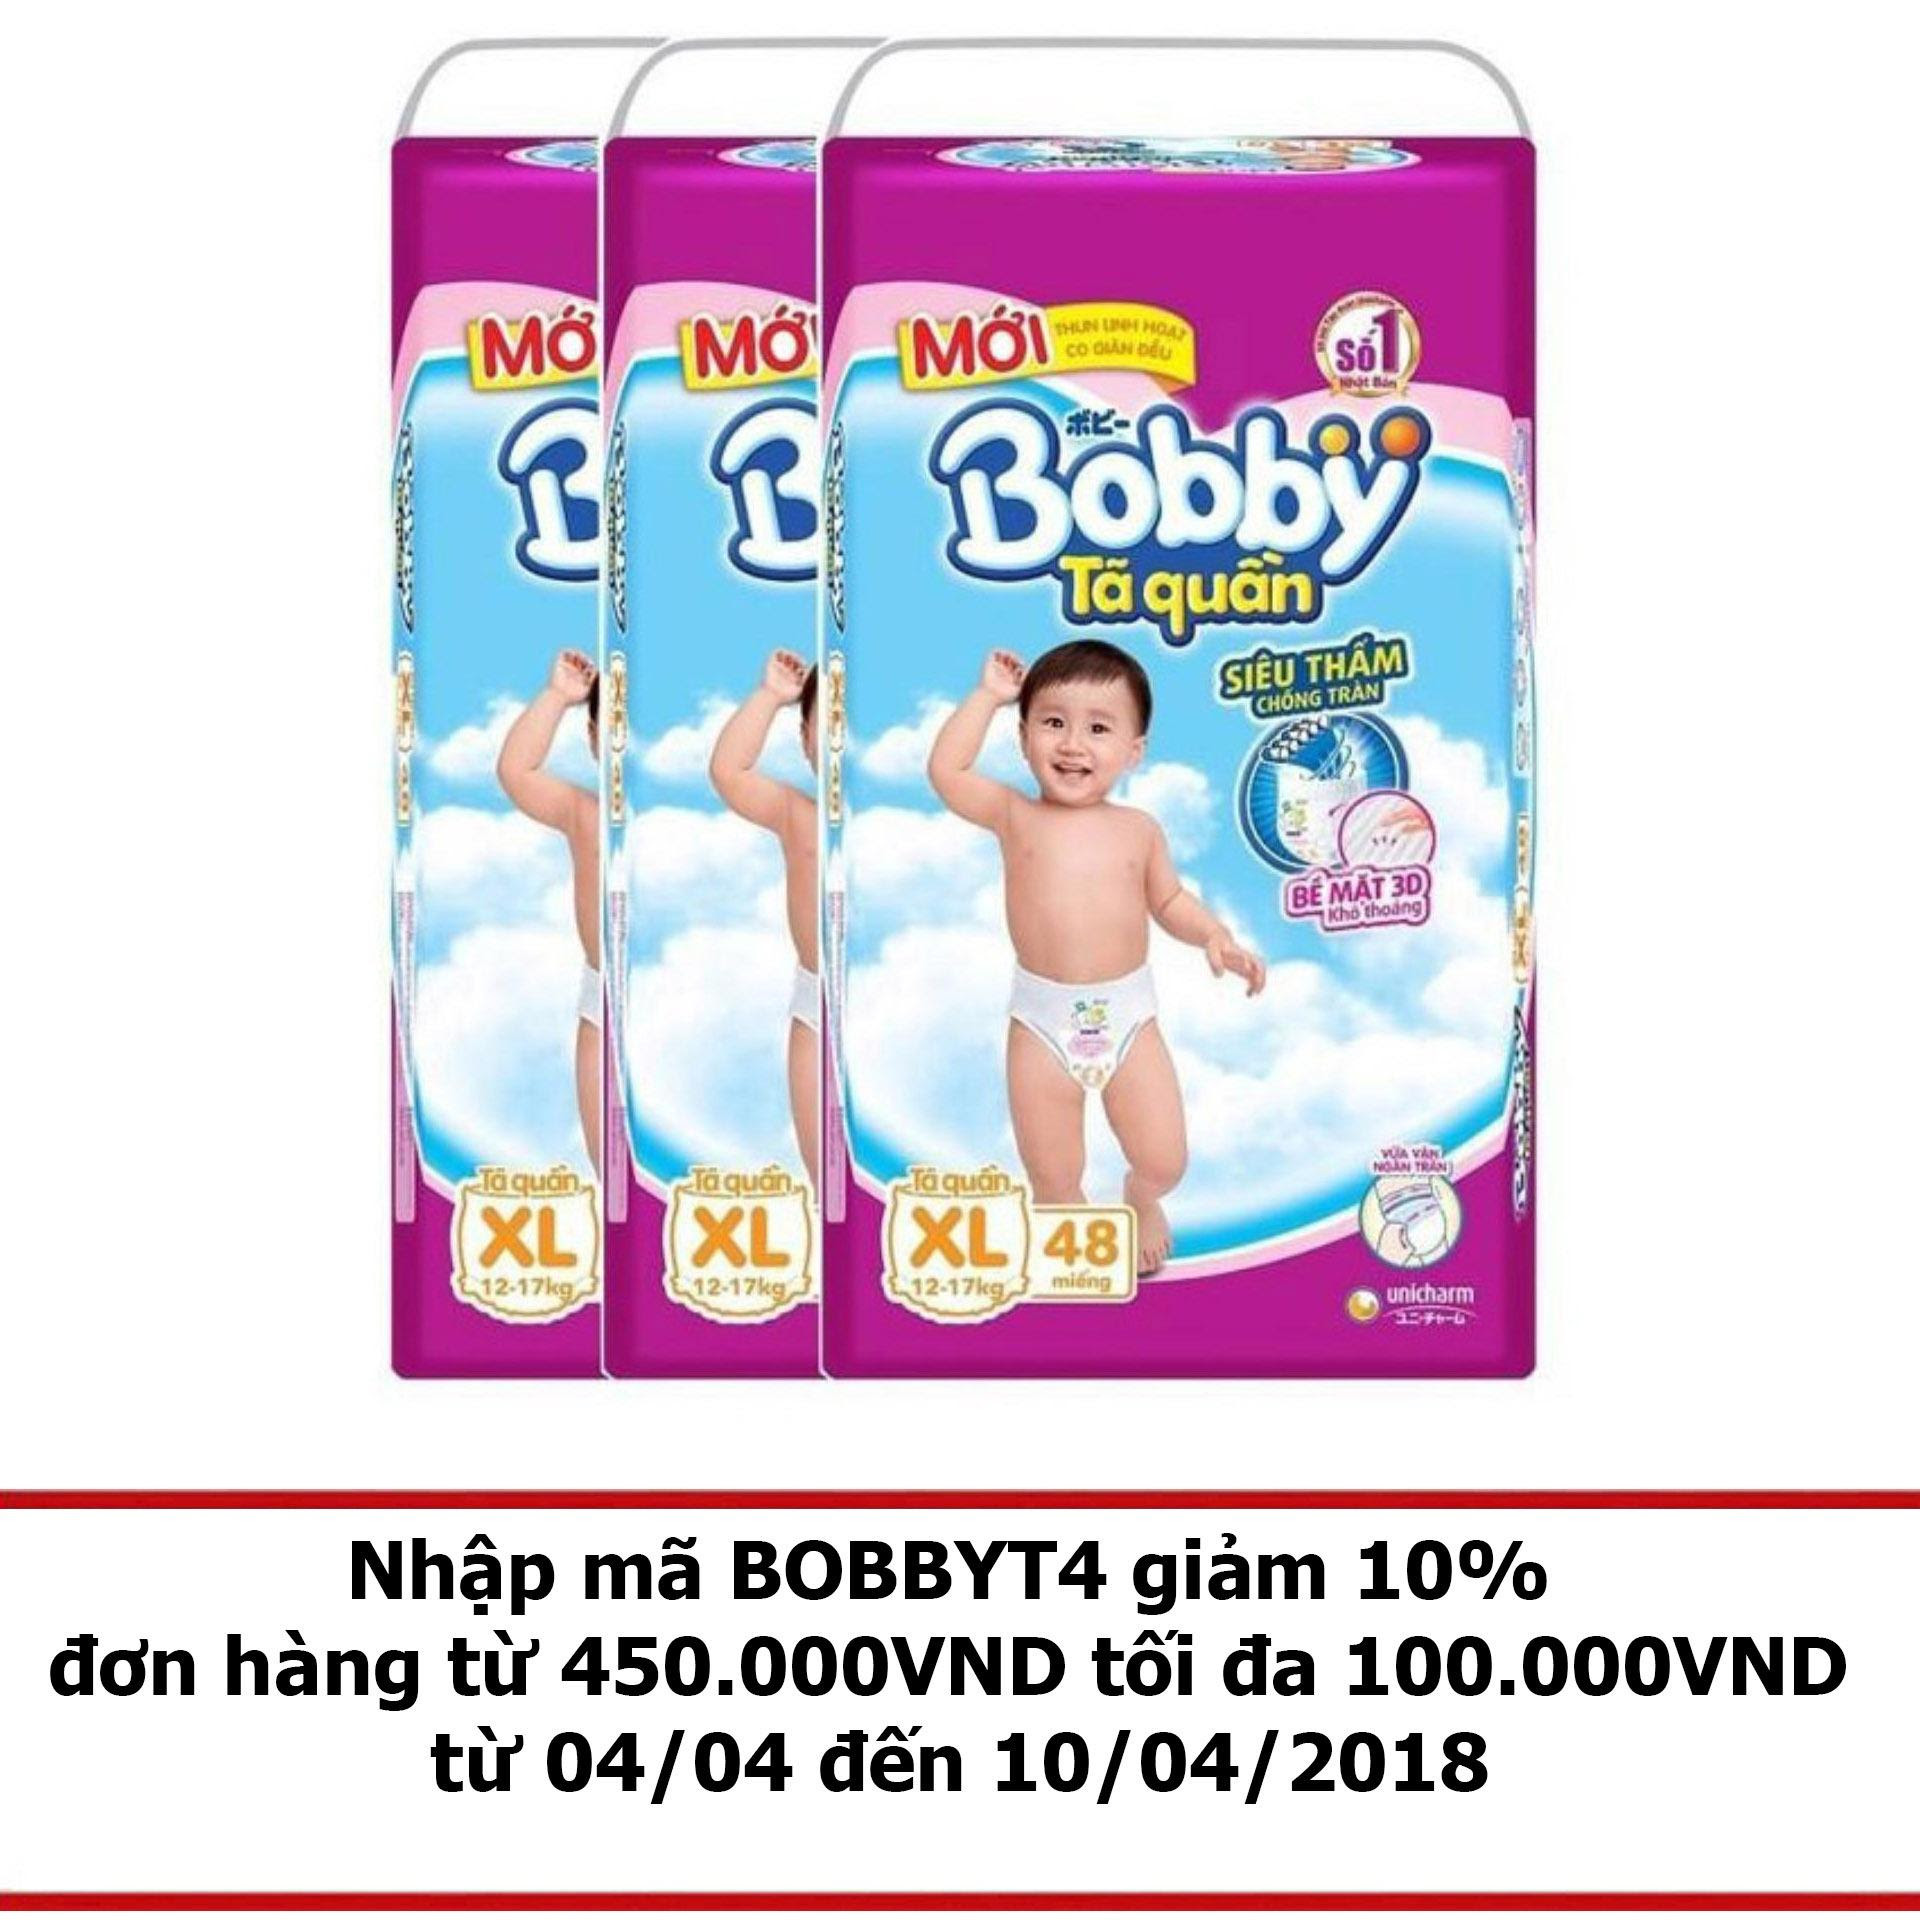 MỚ
MỚ
MỚI
THUN LINH HOẠT
CO GIÃN ĐỀU
Số 1
Nhật Bản
ボビー
B
B
Bobby
Tã quần
SIÊU THẤM
CHỐNG TRÀN
BỀ MẶT 3D
Khô thoáng
VỪA VẶN
NGĂN TRÀN
Tã quần
XL
12-17kg
Tã quần
XL
12-17kg
Tã quần
XL
12-17kg
48
miếng
unicharm
ユニ・チャーム
Nhập mã BOBBYT4 giảm 10%
đơn hàng từ 450.000VND tối đa 100.000VND
từ 04/04 đến 10/04/2018